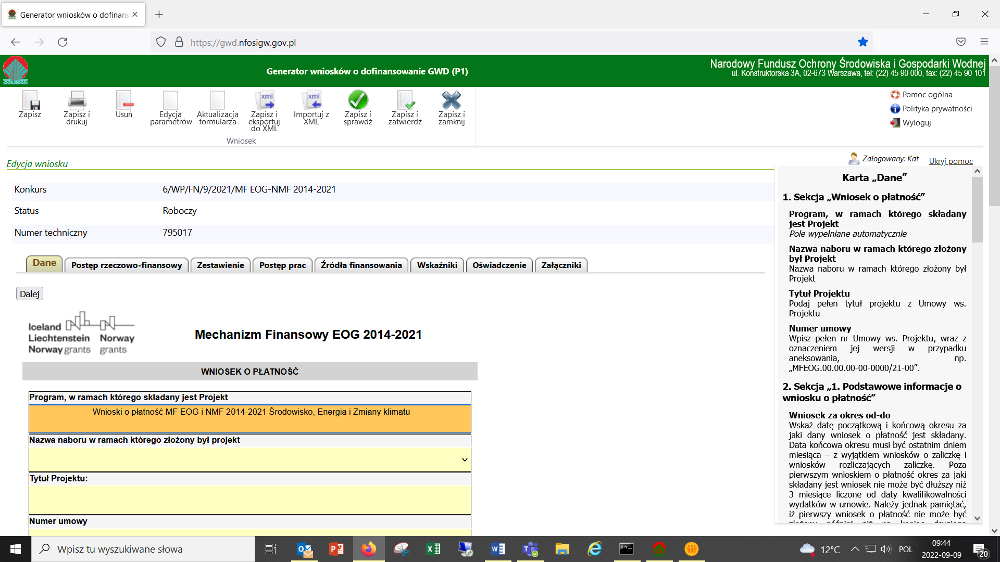 Generator wniosków o dofinans
https://gwd.nfosigw.gov.pl
Generator wniosków o dofinansowanie GWD (P1)
Narodowy Fundusz Ochrony Środowiska i Gospodarki Wodnej
ul. Konstruktorska 3A, 02-673 Warszawa, tel: (22) 45 90 000, fax: (22) 45 90 101
Zapisz
Zapisz i
drukuj
Usuń
Edycja
parametrów
Aktualizacja
formularza
xml
Zapisz i
eksportuj
do XML
xml
Importuj z
XML
Zapisz i
sprawdź
Zapisz i
zatwierdź
Zapisz i
zamknij
Wniosek
Pomoc ogólna
Polityka prywatności
Wyloguj
Edycja wniosku
Zalogowany: Kat
Ukryj pomoc
Konkurs 6/WP/FN/9/2021/MF EOG-NMF 2014-2021
Status Roboczy
Numer techniczny 795017
Dane Postęp rzeczowo-finansowy Zestawienie Postęp prac Źródła finansowania Wskaźniki Oświadczenie Załączniki
Dalej
Iceland
Liechtenstein
Norway grants
Norway
grants
Mechanizm Finansowy EOG 2014-2021
WNIOSEK O PŁATNOŚĆ
Program, w ramach którego składany jest Projekt
Wnioski o płatność MF EOG i NMF 2014-2021 Środowisko, Energia i Zmiany klimatu
Nazwa naboru w ramach którego złożony był projekt
Tytuł Projektu:
Numer umowy
Karta „Dane”
1. Sekcja „Wniosek o płatność”
Program, w ramach którego składany
jest Projekt
Pole wypełniane automatycznie
Nazwa naboru w ramach którego złożony
był Projekt
Nazwa naboru w ramach którego złożony był
Projekt
Tytuł Projektu
Podaj pełen tytuł projektu z Umowy ws.
Projektu
Numer umowy
Wpisz pełen nr Umowy ws. Projektu, wraz z
oznaczeniem jej wersji w przypadku
aneksowania, np.
„MFEOG.00.00.00-00-0000/21-00”.
2. Sekcja „1. Podstawowe informacje o
wniosku o płatność”
Wniosek za okres od-do
Wskaż datę początkową i końcową okresu za
jaki dany wniosek o płatność jest składany.
Data końcowa okresu musi być ostatnim dniem
miesiąca – z wyjątkiem wniosków o zaliczkę i
wniosków rozliczających zaliczkę. Poza
pierwszym wnioskiem o płatność okres za jaki
składany jest wniosek nie może być dłuższy niż
3 miesiące liczone od daty kwalifikowalności
wydatków w umowie. Należy jednak pamiętać,
iż pierwszy wniosek o płatność nie może być
złożony później niż na koniec drugiego
Wpisz tu wyszukiwane słowa
12°C
POL
09:44
2022-09-09
20